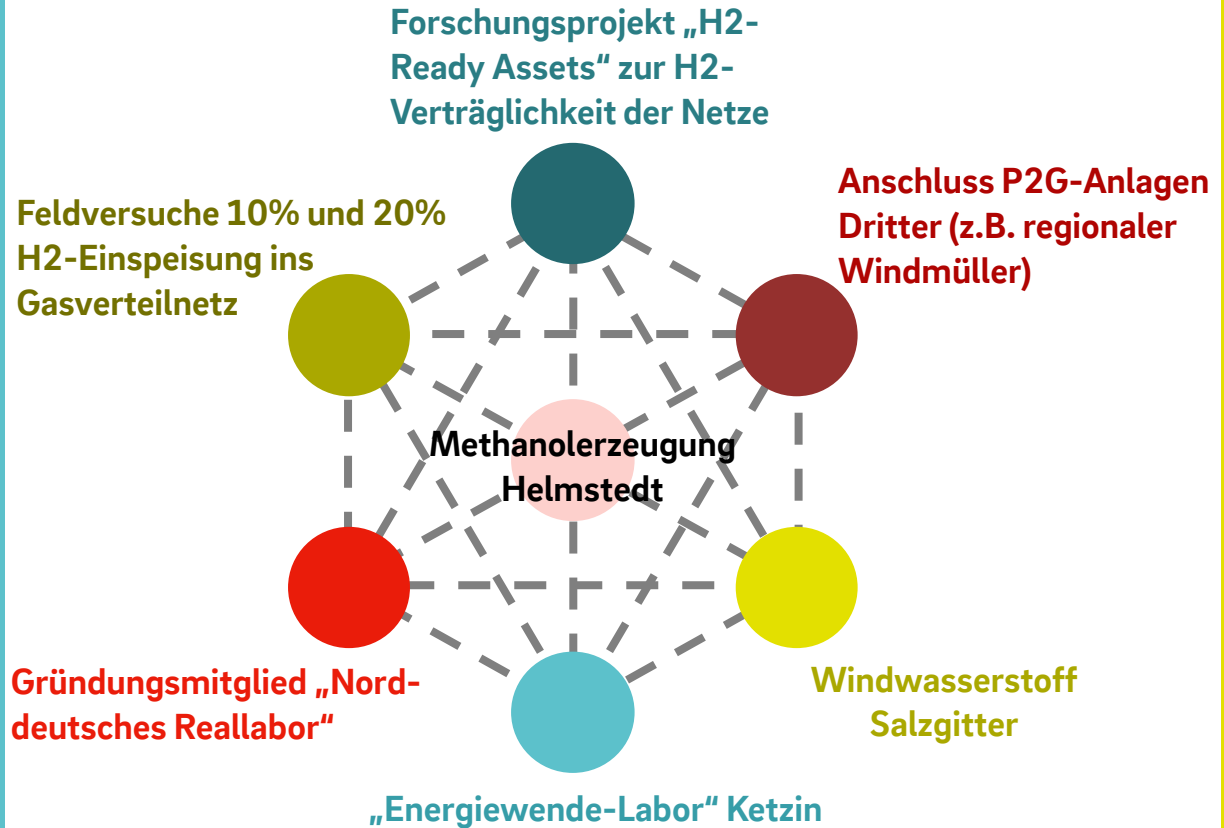 Forschungsprojekt „H2-
Ready Assets“ zur H2-
Verträglichkeit der Netze
Anschluss P2G-Anlagen
Dritter (z.B. regionaler
Windmüller)
Feldversuche 10% und 20%
H2-Einspeisung ins
Gasverteilnetz
Methanolerzeugung
Helmstedt
Gründungsmitglied „Nord-
deutsches Reallabor“
Windwasserstoff
Salzgitter
„Energiewende-Labor“ Ketzin